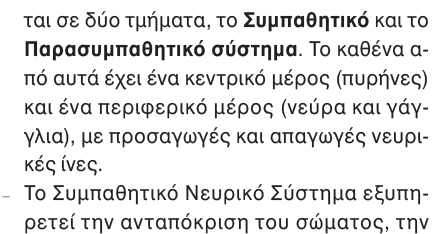 ται σε δύο τμήματα, το Συμπαθητικό και το
Παρασυμπαθητικό σύστημα. Το καθένα α-
πό αυτά έχει ένα κεντρικό μέρος (πυρήνες)
και ένα περιφερικό μέρος (νεύρα και γάγ-
γλια), με προσαγωγές και απαγωγές νευρι-
κές ίνες.
– Το Συμπαθητικό Νευρικό Σύστημα εξυπη-
ρετεί την ανταπόκριση του σώματος, την